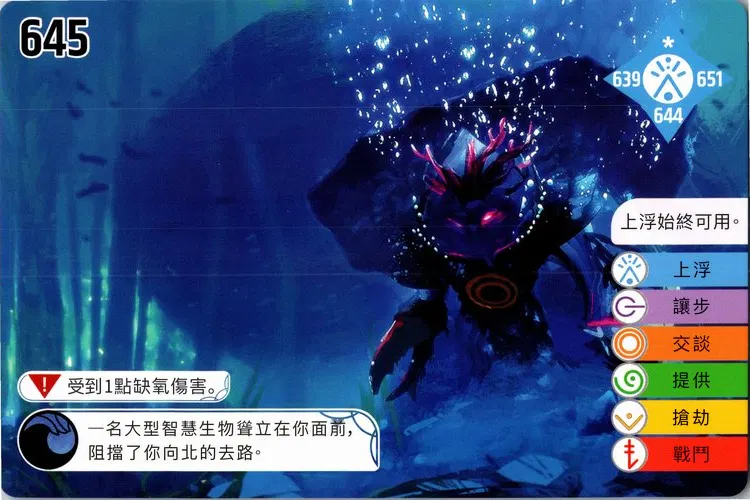 645
*
639
651
644
上浮始終可用。
上浮
讓步
交談
提供
搶劫
戰鬥
! 受到1點缺氧傷害。
一名大型智慧生物聳立在你面前,
阻擋了你向北的去路。